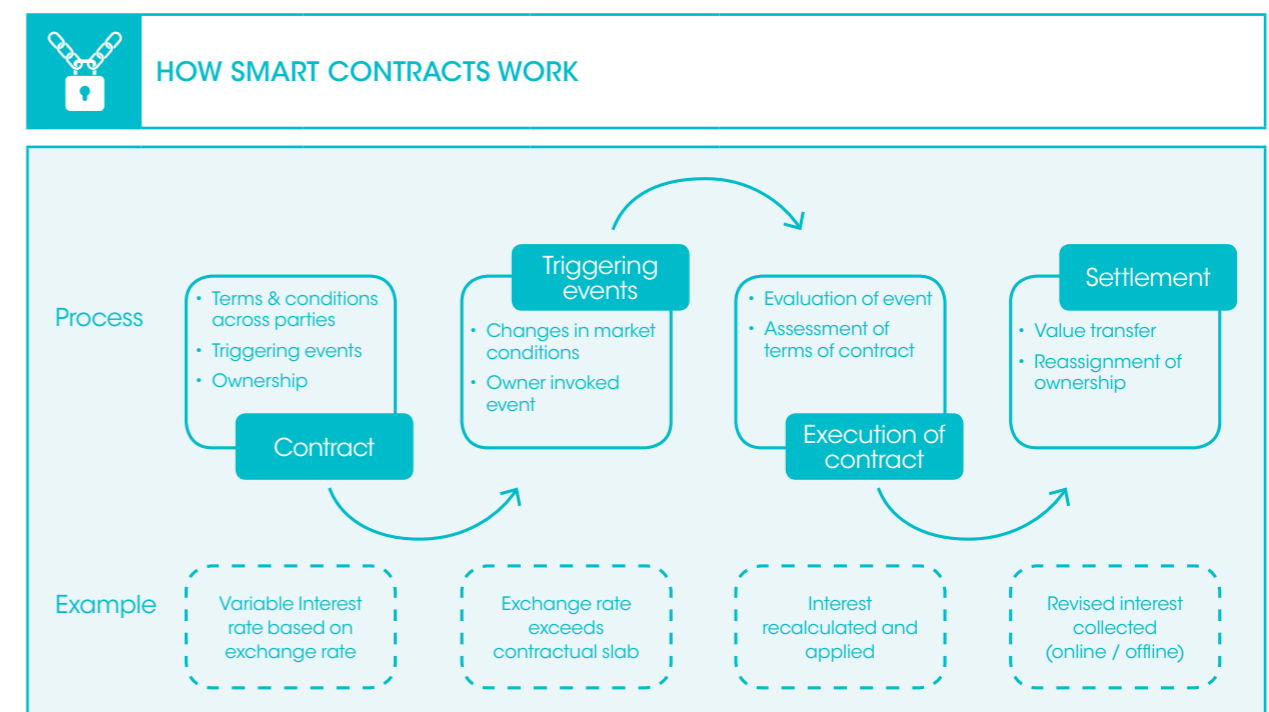 HOW SMART CONTRACTS WORK
Process
• Terms & conditions
across parties
• Triggering events
• Ownership
Contract
Triggering
events
• Changes in market
conditions
• Owner invoked
event
• Evaluation of event
• Assessment of
terms of contract
Execution of
contract
Settlement
• Value transfer
• Reassignment of
ownership
Example
Variable Interest
rate based on
exchange rate
Exchange rate
exceeds
contractual slab
Interest
recalculated and
applied
Revised interest
collected
(online / offline)